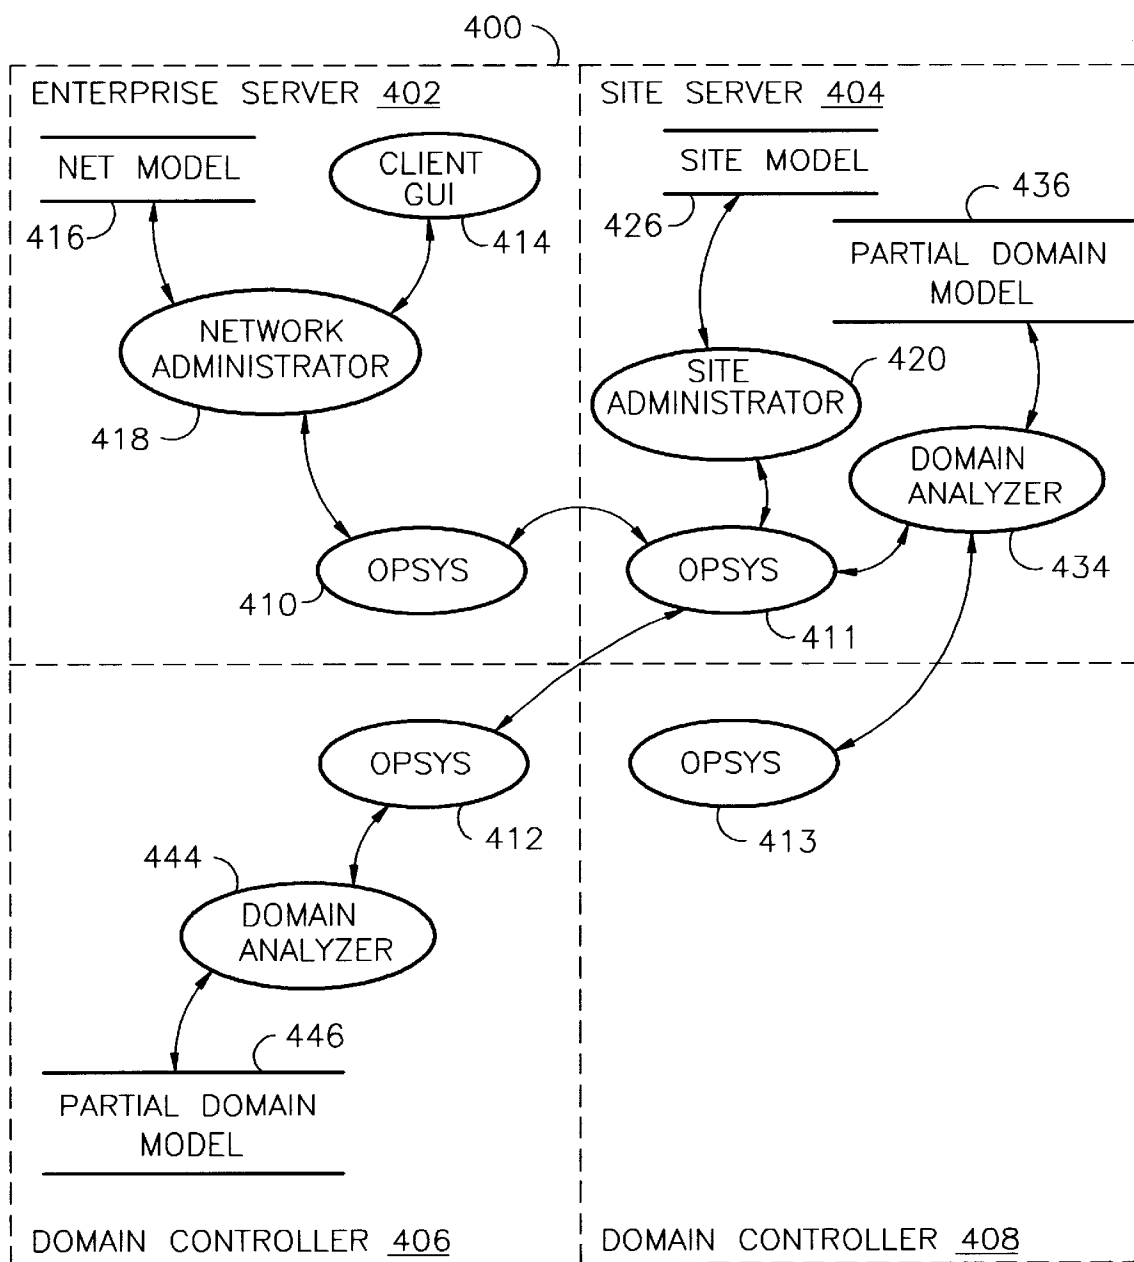 400
ENTERPRISE SERVER 402
NET MODEL
416
CLIENT
GUI
414
NETWORK
ADMINISTRATOR
418
OPSYS
410
SITE SERVER 404
SITE MODEL
426
436
PARTIAL DOMAIN
MODEL
SITE
ADMINISTRATOR
420
DOMAIN
ANALYZER
434
OPSYS
411
OPSYS
412
444
DOMAIN
ANALYZER
446
PARTIAL DOMAIN
MODEL
DOMAIN CONTROLLER 406
OPSYS
413
DOMAIN CONTROLLER 408